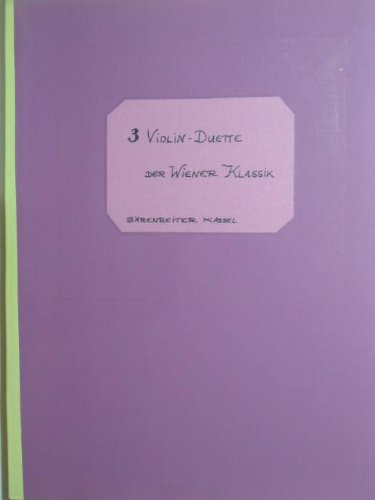 3 Violin-Duette
der Wiener Klassik
Bärenreiter Kassel